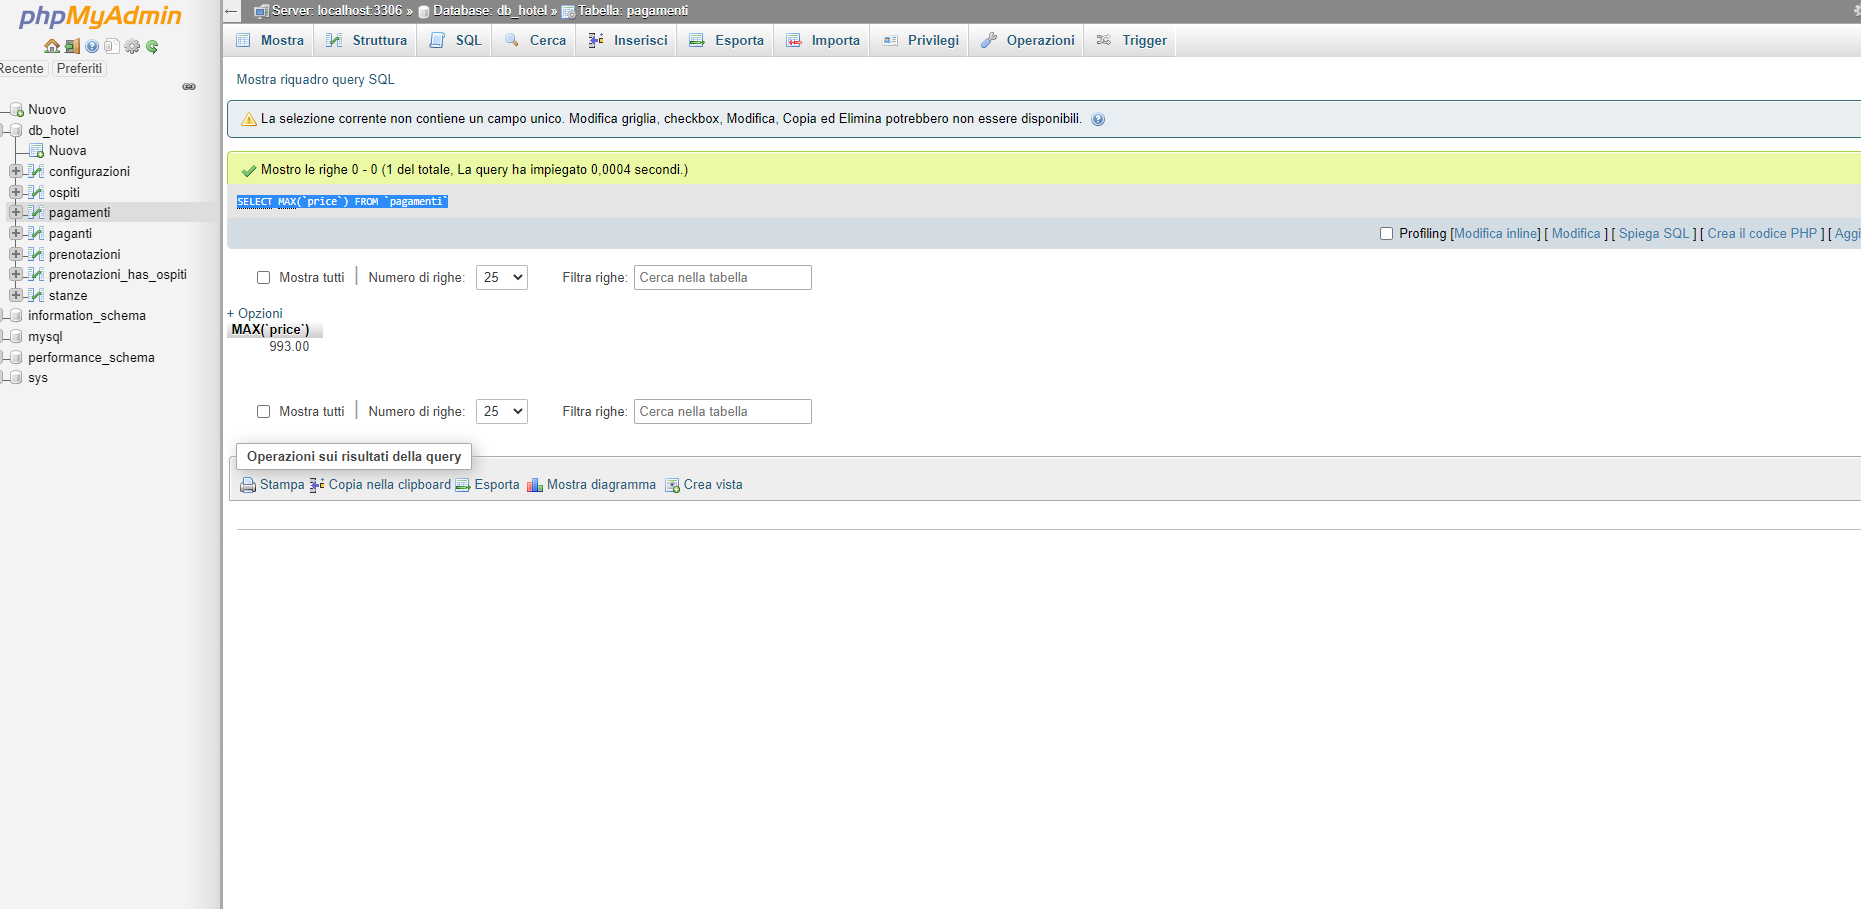 phpMyAdmin
Recente Preferiti
Nuovo
db_hotel
Nuova
configurazioni
ospiti
pagamenti
paganti
prenotazioni
prenotazioni_has_ospiti
stanze
information_schema
mysql
performance_schema
sys
Server: localhost:3306 » Database: db_hotel » Tabella: pagamenti
Mostra Struttura SQL Cerca Inserisci Esporta Importa Privilegi Operazioni Trigger
Mostra riquadro query SQL
La selezione corrente non contiene un campo unico. Modifica griglia, checkbox, Modifica, Copia ed Elimina potrebbero non essere disponibili.
Mostro le righe 0 - 0 (1 del totale, La query ha impiegato 0,0004 secondi.)
SELECT MAX(`price`) FROM `pagamenti`
Profiling [Modifica inline] [ Modifica ] [ Spiega SQL ] [ Crea il codice PHP ] [ Aggi
Mostra tutti Numero di righe: 25 Filtra righe: Cerca nella tabella
+ Opzioni
MAX(`price`)
993.00
Mostra tutti Numero di righe: 25 Filtra righe: Cerca nella tabella
Operazioni sui risultati della query
Stampa Copia nella clipboard Esporta Mostra diagramma Crea vista